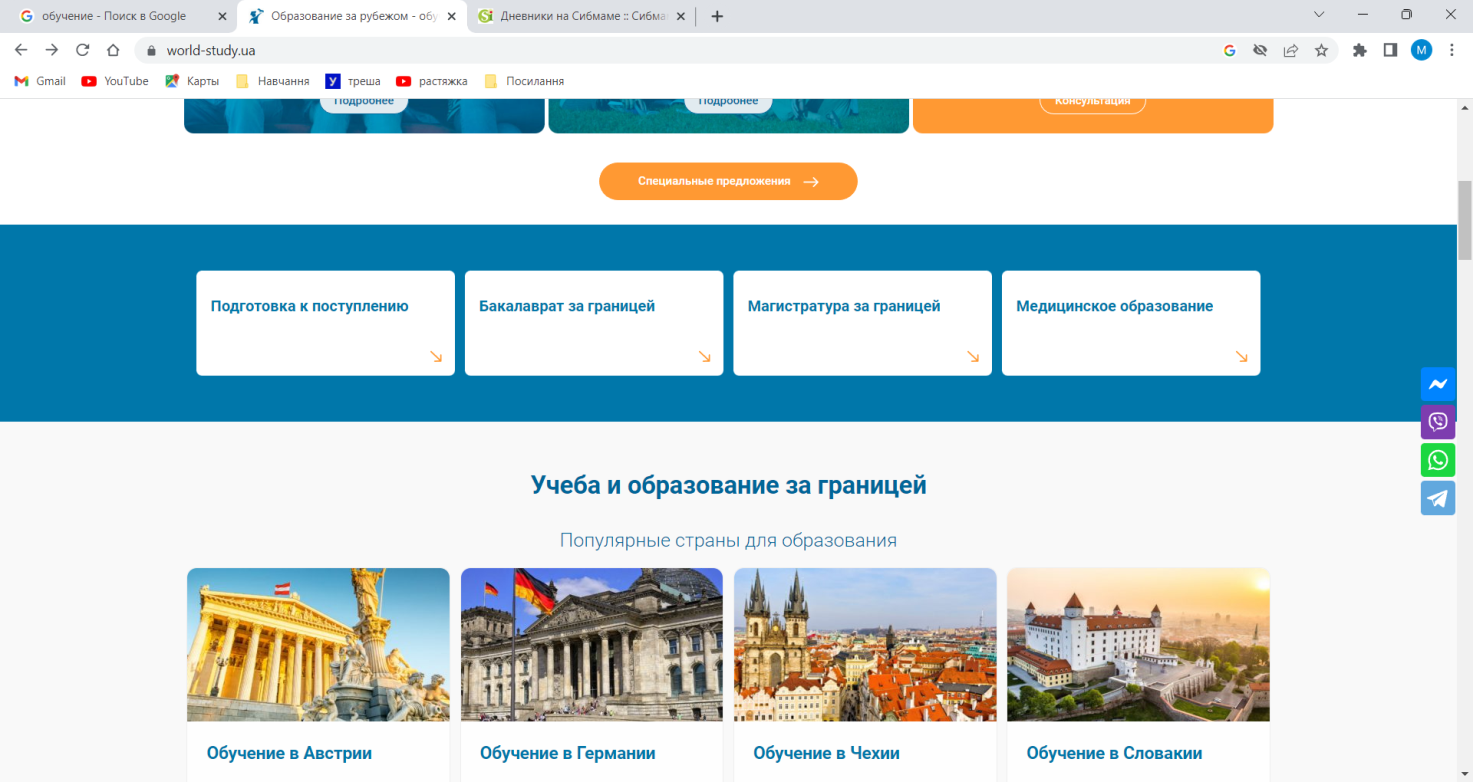 обучение - Поиск в Google
Образование за рубежом - обу
Дневники на Сибмаме :: Сибма
world-study.ua
M
Gmail
YouTube
Карты
Навчання
У
треша
растяжка
Посилання
Подробнее
Подробнее
Консультация
Специальные предложения
Подготовка к поступлению
Бакалаврат за границей
Магистратура за границей
Медицинское образование
Учеба и образование за границей
Популярные страны для образования
Обучение в Австрии
Обучение в Германии
Обучение в Чехии
Обучение в Словакии